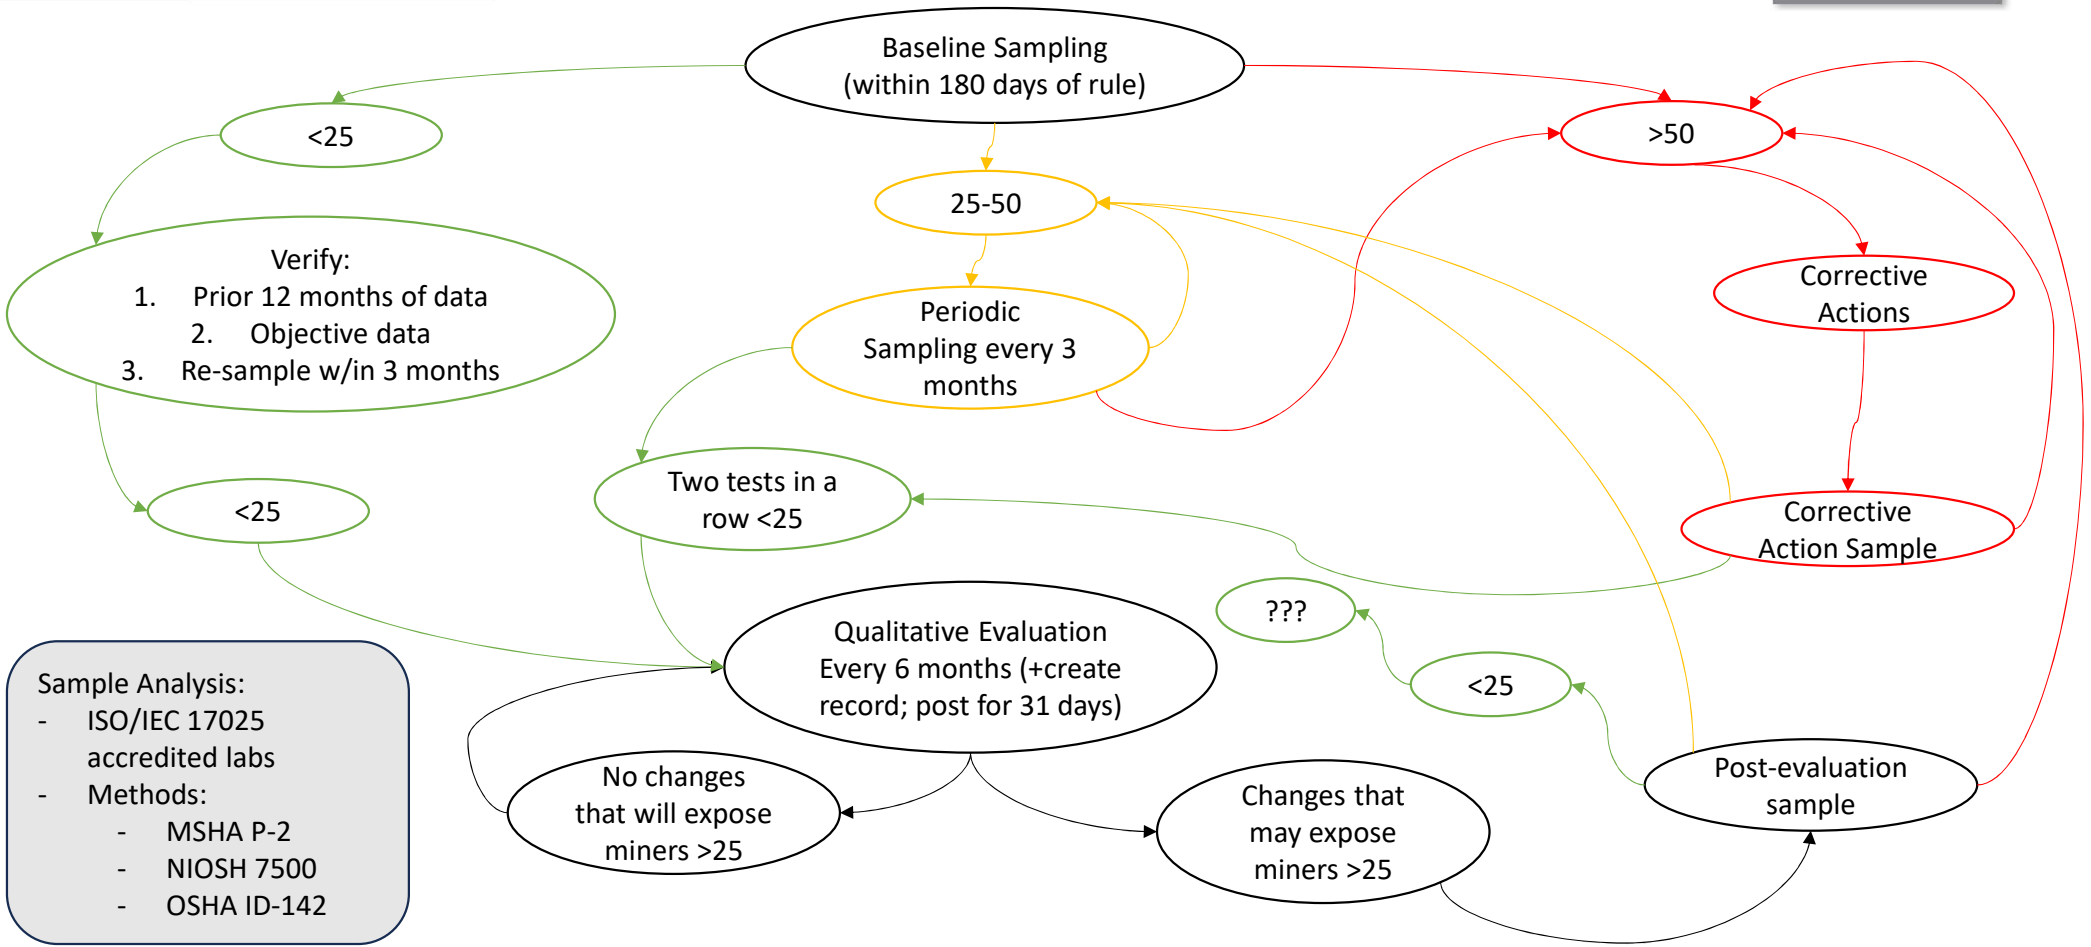 Baseline Sampling
(within 180 days of rule)
<25
>50
25-50
Verify:
1. Prior 12 months of data
2. Objective data
3. Re-sample w/in 3 months
Periodic
Sampling every 3
months
Corrective
Actions
<25
Two tests in a
row <25
Corrective
Action Sample
???
Qualitative Evaluation
Every 6 months (+create
record; post for 31 days)
<25
Sample Analysis:
- ISO/IEC 17025
accredited labs
- Methods:
- MSHA P-2
- NIOSH 7500
- OSHA ID-142
No changes
that will expose
miners >25
Changes that
may expose
miners >25
Post-evaluation
sample